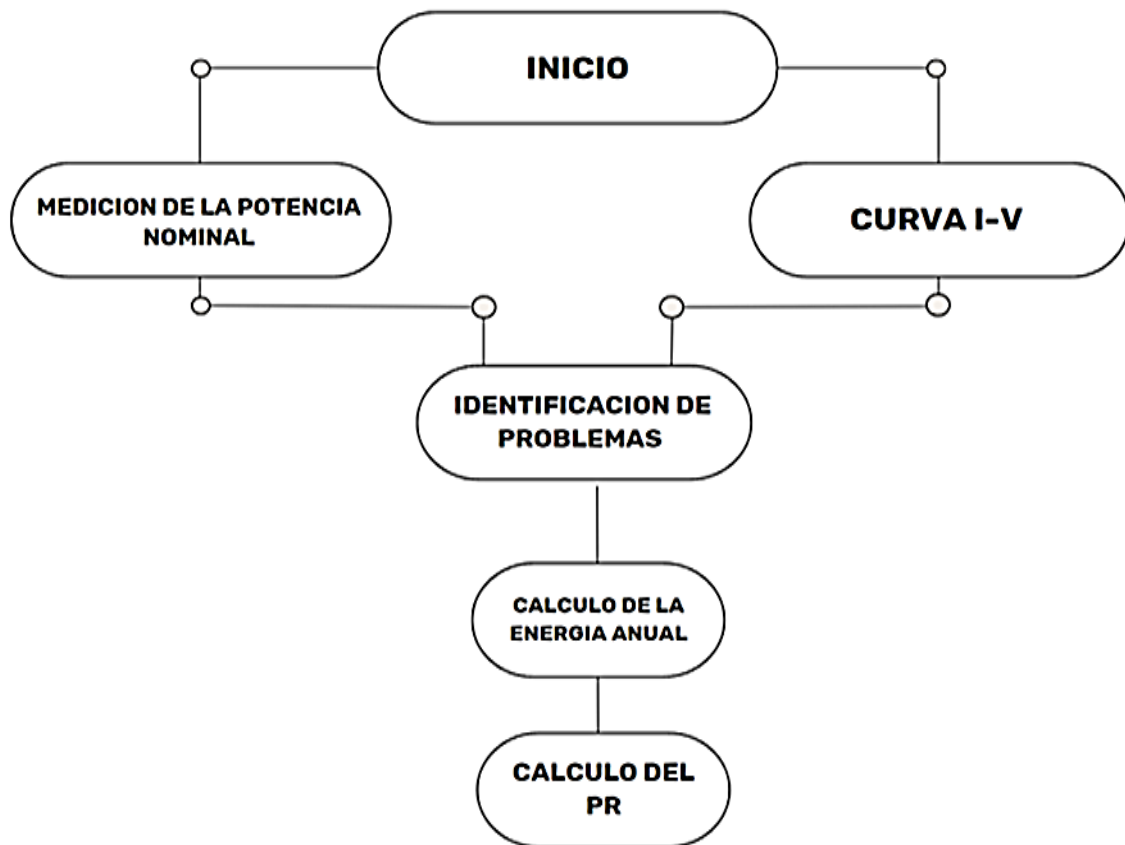 INICIO
MEDICION DE LA POTENCIA
NOMINAL
CURVA I-V
IDENTIFICACION DE
PROBLEMAS
CALCULO DE LA
ENERGIA ANUAL
CALCULO DEL
PR